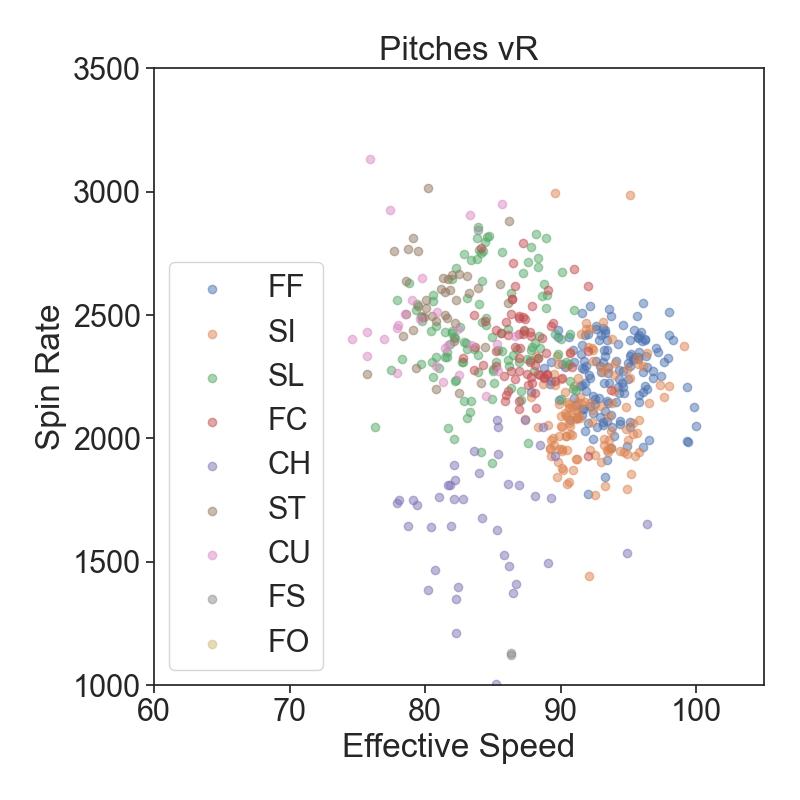 Pitches vR
3500
3000
2500
2000
1500
1000
Spin Rate
FF
SI
SL
FC
CH
ST
CU
FS
FO
60 70 80 90 100
Effective Speed